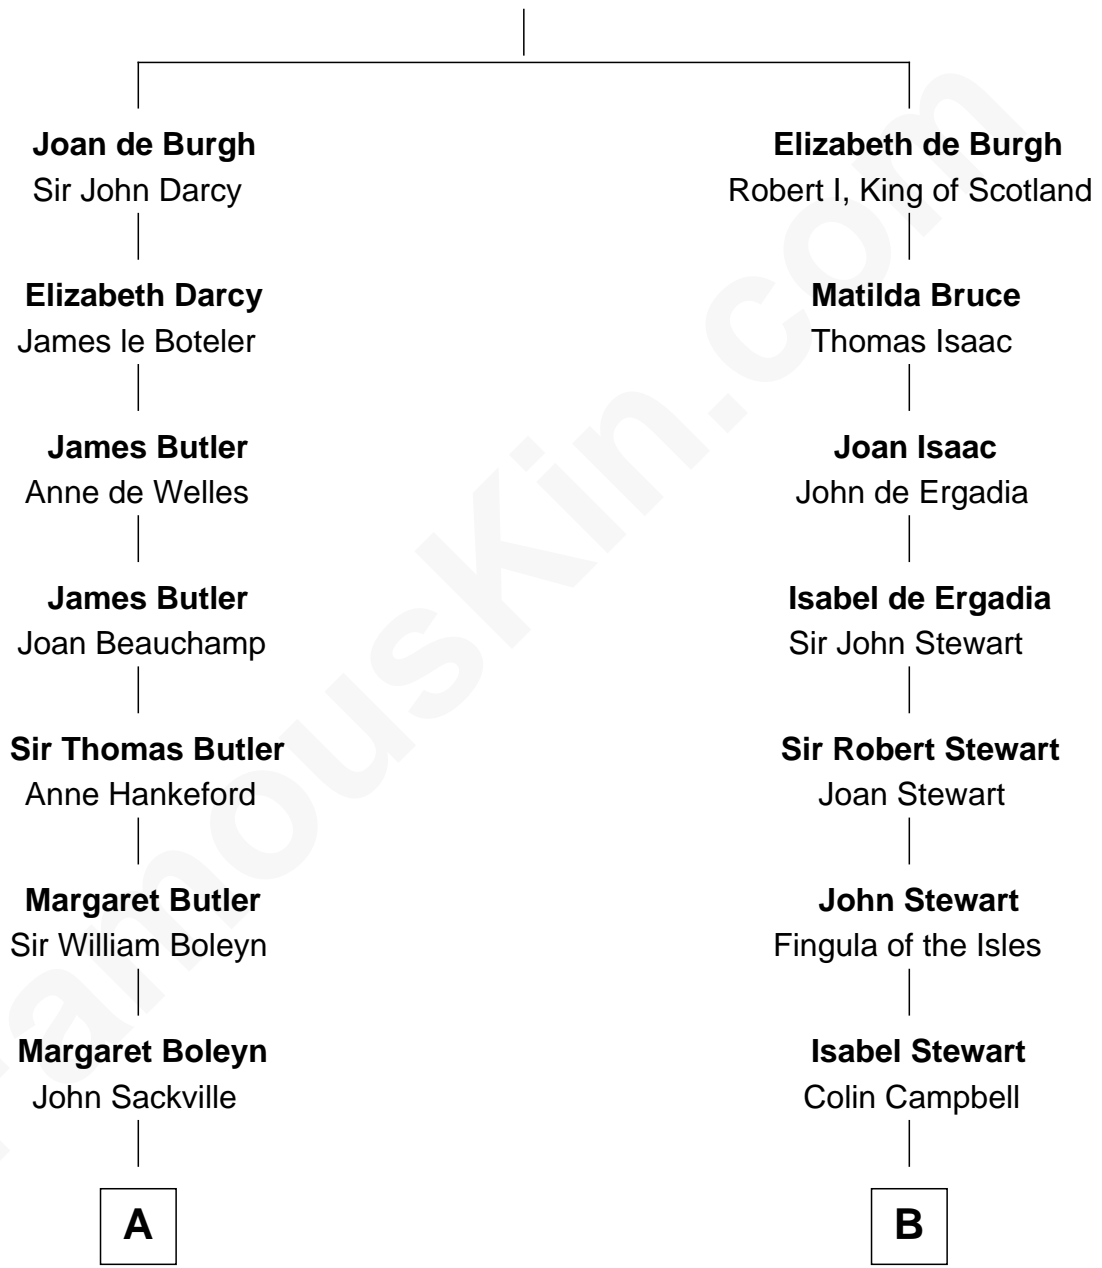 Joan de Burgh
Sir John Darcy
Elizabeth Darcy
James le Boteler
James Butler
Anne de Welles
James Butler
Joan Beauchamp
Sir Thomas Butler
Anne Hankeford
Margaret Butler
Sir William Boleyn
Margaret Boleyn
John Sackville
A
Elizabeth de Burgh
Robert I, King of Scotland
Matilda Bruce
Thomas Isaac
Joan Isaac
John de Ergadia
Isabel de Ergadia
Sir John Stewart
Sir Robert Stewart
Joan Stewart
John Stewart
Fingula of the Isles
Isabel Stewart
Colin Campbell
B
FamousKin.com